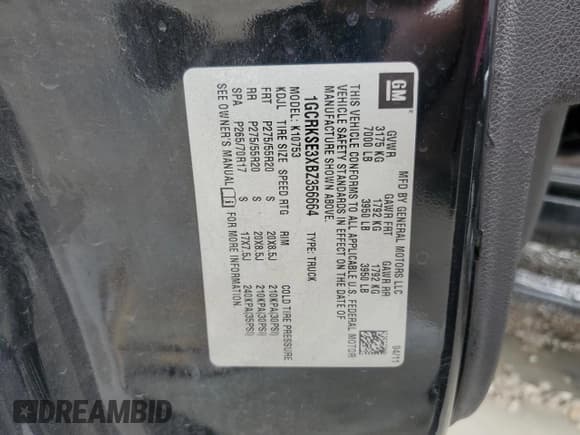 GM
MFD BY GENERAL MOTORS LLC
04/11
GVWR GAWR FRT GAWR RR
3175 KG 1792 KG 1792 KG
7000 LB 3950 LB 3950 LB
THIS VEHICLE CONFORMS TO ALL APPLICABLE U.S. FEDERAL MOTOR
VEHICLE SAFETY STANDARDS IN EFFECT ON THE DATE OF
MANUFACTURE SHOWN ABOVE.
1GCRKSE3XBZ356664 TYPE: TRUCK
MODEL: K10753
KDJL TIRE SIZE SPEED RTG RIM COLD TIRE PRESSURE
FRT P275/55R20 S 20X8.5J 210KPA(30PSI)
RR P275/55R20 S 20X8.5J 210KPA(30PSI)
SPA P265/70R17 S 17X7.5J 240KPA(35PSI)
SEE OWNER'S MANUAL FOR MORE INFORMATION.
DREAMBID